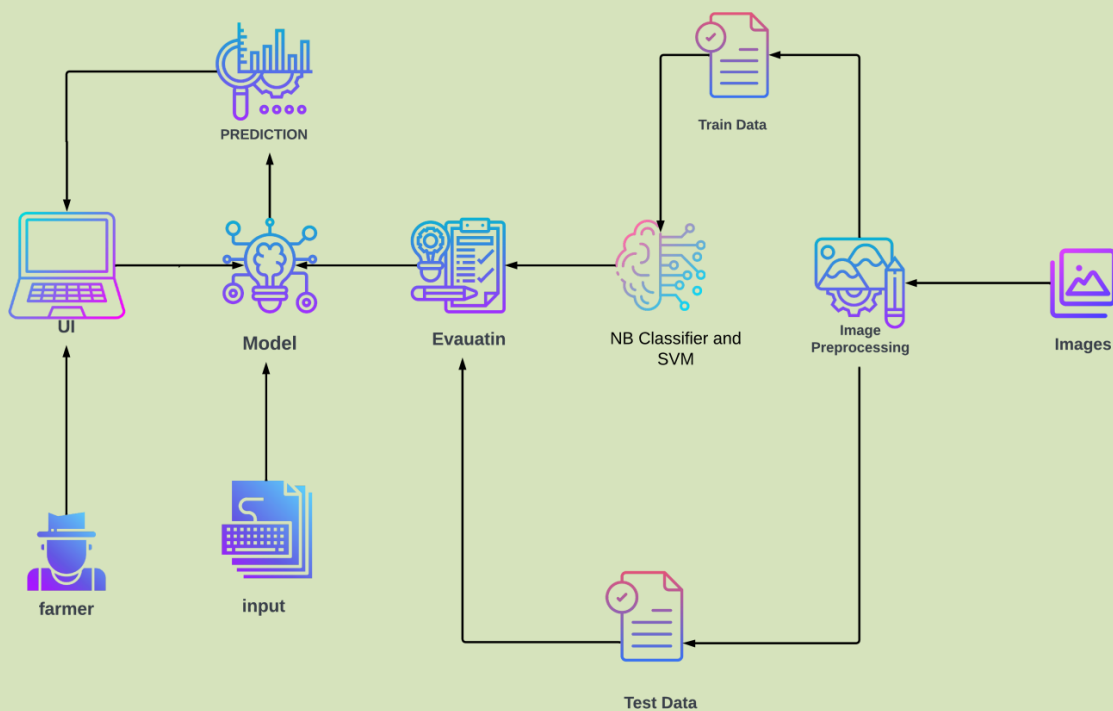 PREDICTION
Train Data
UI
Model
Evauatin
NB Classifier and
SVM
Image
Preprocessing
Images
farmer
input
Test Data